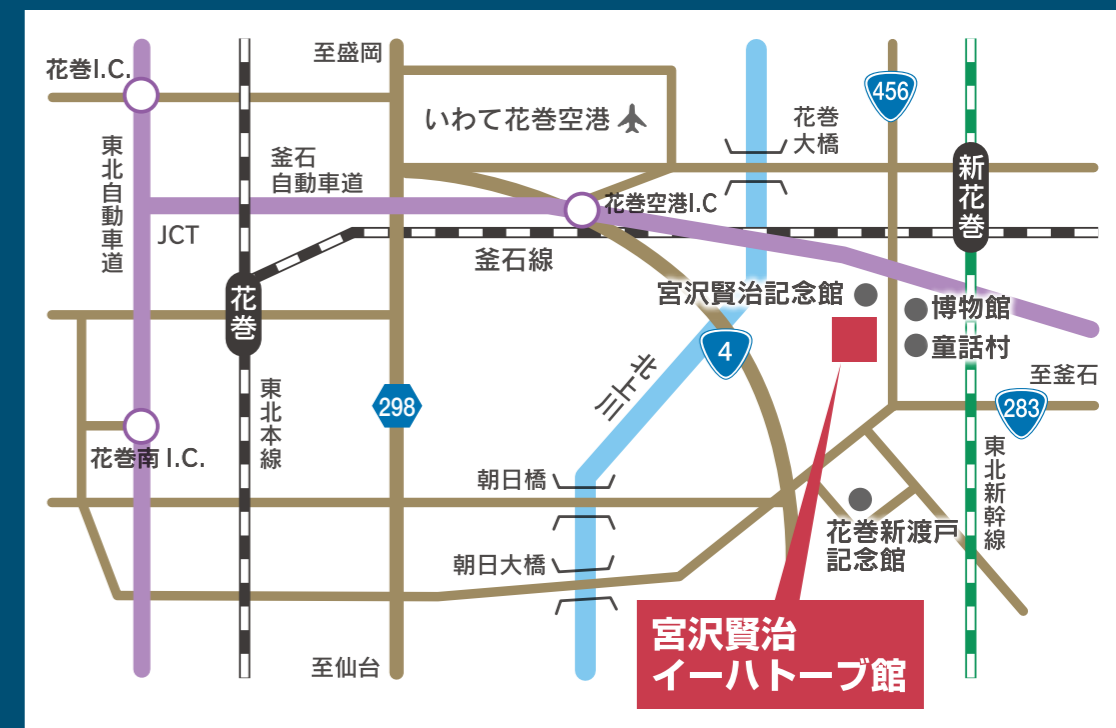 至盛岡
花巻I.C.
いわて花巻空港
456
花巻
大橋
東北自動車道
釜石
自動車道
新花巻
花巻空港I.C
JCT
釜石線
花巻
宮沢賢治記念館
博物館
童話村
4
北上川
至釜石
298
283
東北本線
花巻南 I.C.
東北新幹線
朝日橋
花巻新渡戸
記念館
朝日大橋
宮沢賢治
イーハトーブ館
至仙台